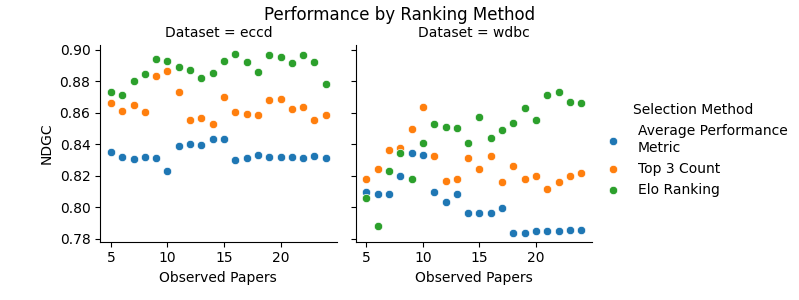 Performance by Ranking Method
Dataset = eccd
Dataset = wdbc
0.90
0.88
0.86
0.84
0.82
0.80
0.78
NDGC
5 10 15 20
5 10 15 20
Observed Papers
Observed Papers
Selection Method
Average Performance
Metric
Top 3 Count
Elo Ranking